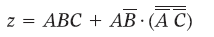 z = ABC + AB̅ · (A̿ C̿)